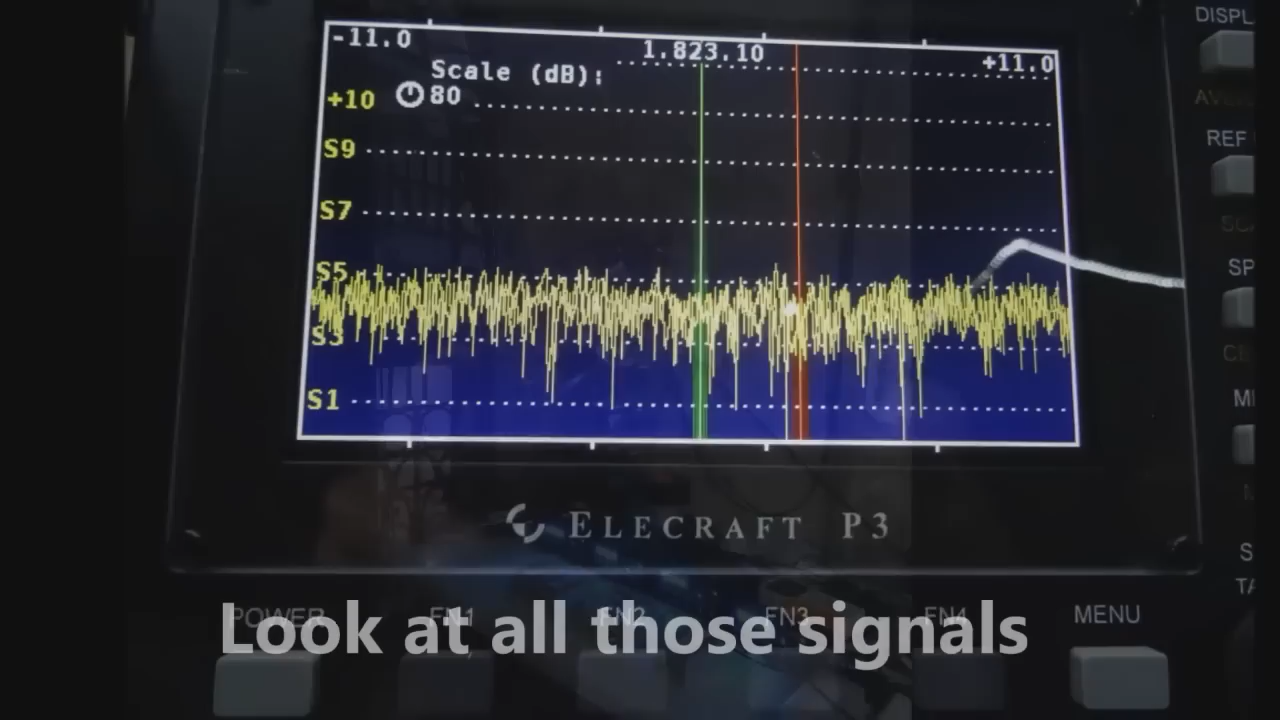 -11.0 1.823.10 +11.0
Scale (dB):
+10 80
S9
S7
S5
S3
S1
ELECRAFT P3
POWER FN1 FN2 FN3 FN4 MENU
Look at all those signals
DISPL
REF
SP